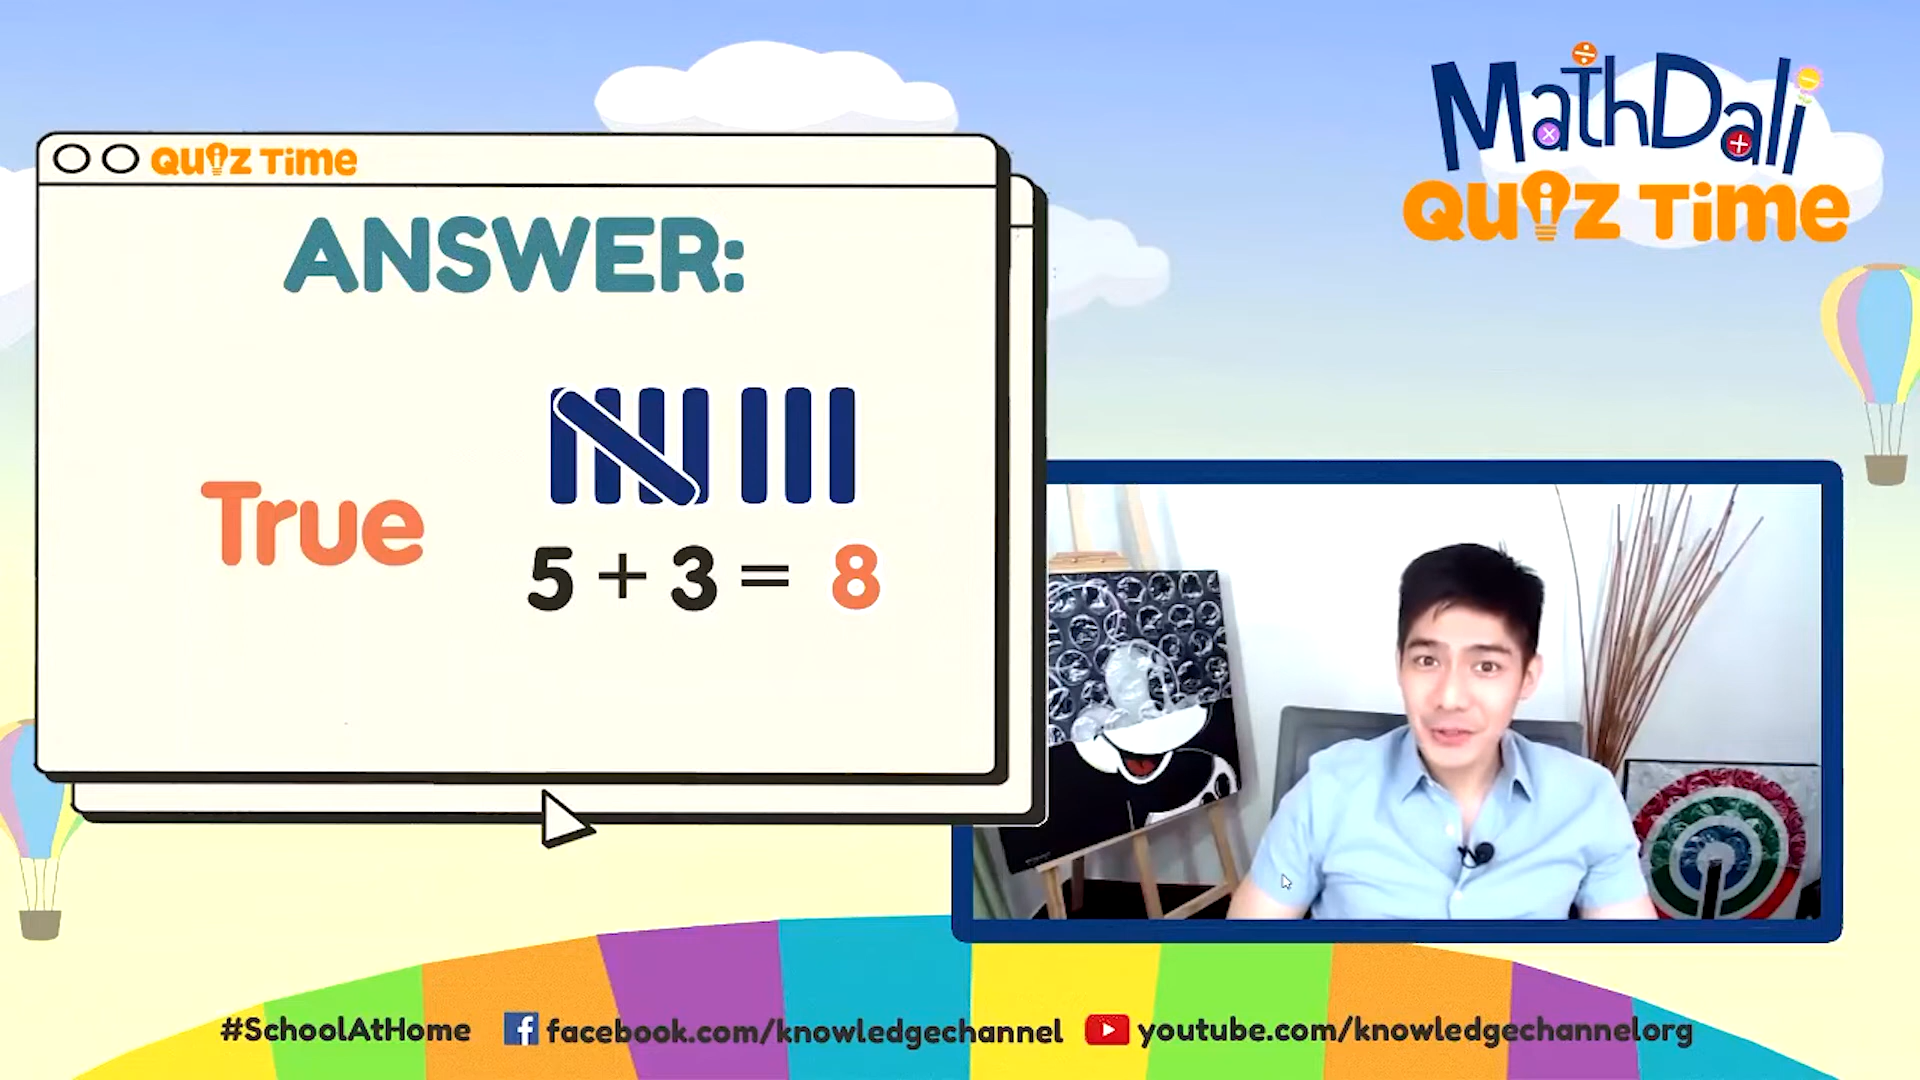 MathDali
QUIZ TIME
QUIZ TIME
ANSWER:
True
5 + 3 = 8
#SchoolAtHome
facebook.com/knowledgechannel
youtube.com/knowledgechannelorg